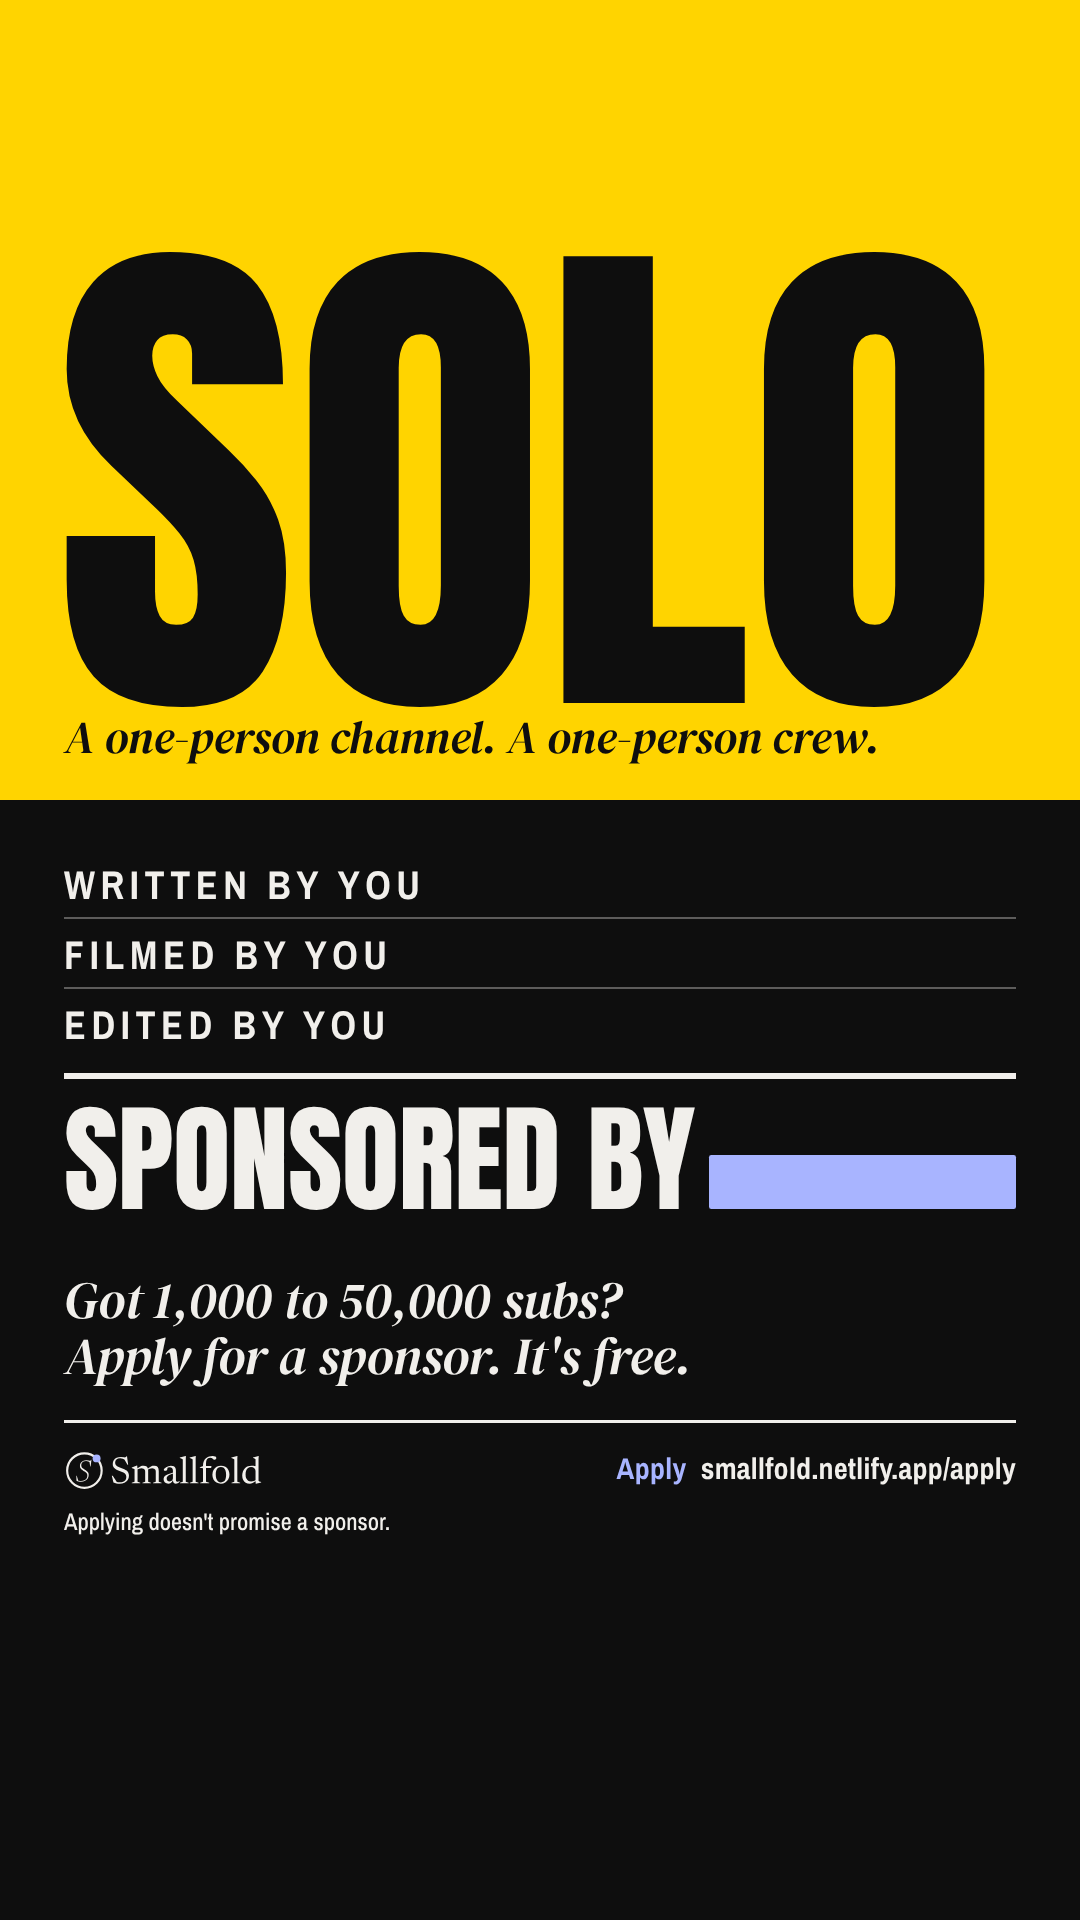 SOLO
A one-person channel. A one-person crew.
WRITTEN BY YOU
FILMED BY YOU
EDITED BY YOU
SPONSORED BY
Got 1,000 to 50,000 subs?
Apply for a sponsor. It's free.
S Smallfold
Apply smallfold.netlify.app/apply
Applying doesn't promise a sponsor.